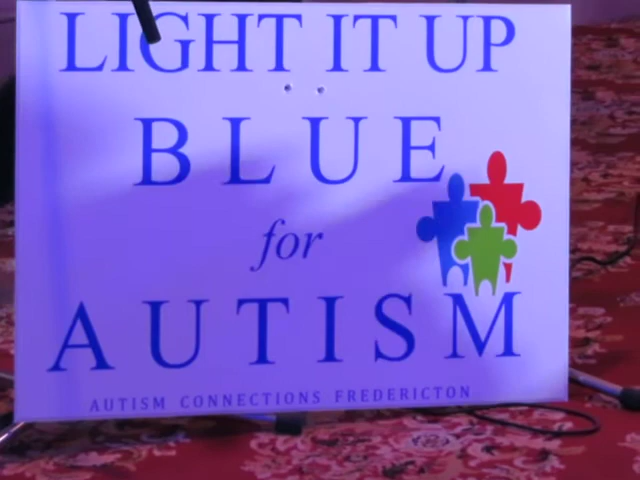 LIGHT IT UP
BLUE
for
AUTISM
AUTISM CONNECTIONS FREDERICTON